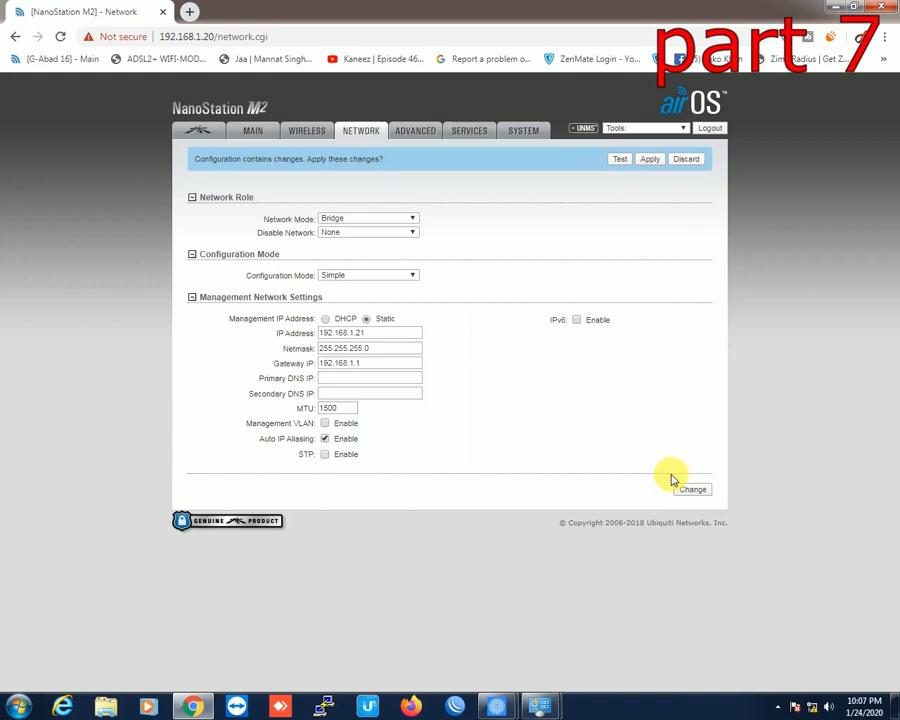 [NanoStation M2] - Network
Not secure 192.168.1.20/network.cgi
[G-Abad 16] - Main ADSL2+ WIFI-MOD... Jaa | Mannat Singh... Kaneez | Episode 46... Report a problem o... ZenMate Login - Yo... Radius | Get Z... »
part 7
NanoStation M2
airOS™
MAIN WIRELESS NETWORK ADVANCED SERVICES SYSTEM UNMS Tools: Logout
Configuration contains changes. Apply these changes? Test Apply Discard
Network Role
Network Mode: Bridge
Disable Network: None
Configuration Mode
Configuration Mode: Simple
Management Network Settings
Management IP Address: DHCP Static
IPv6: Enable
IP Address: 192.168.1.21
Netmask: 255.255.255.0
Gateway IP: 192.168.1.1
Primary DNS IP:
Secondary DNS IP:
MTU: 1500
Management VLAN: Enable
Auto IP Aliasing: Enable
STP: Enable
Change
GENUINE PRODUCT
© Copyright 2006-2018 Ubiquiti Networks, Inc.
10:07 PM
1/24/2020